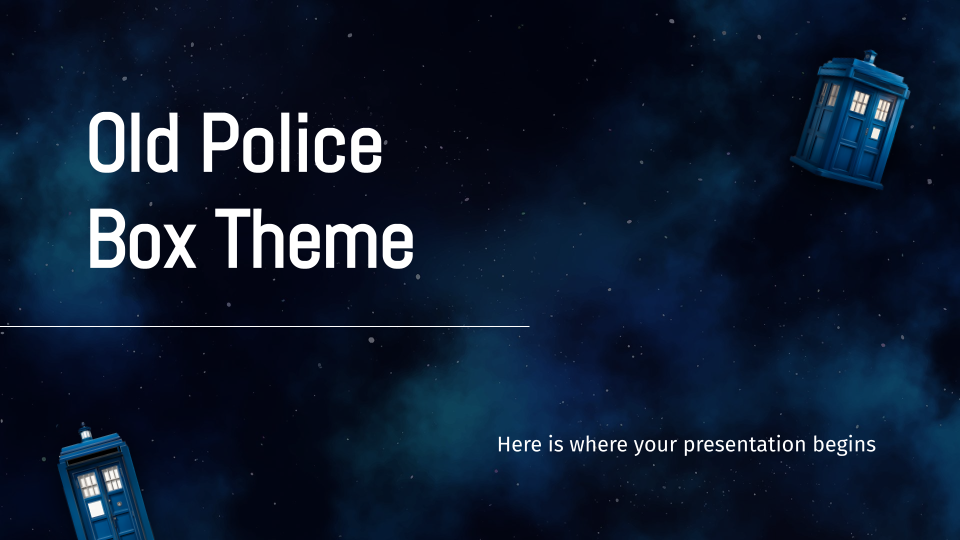 Old Police
Box Theme
Here is where your presentation begins